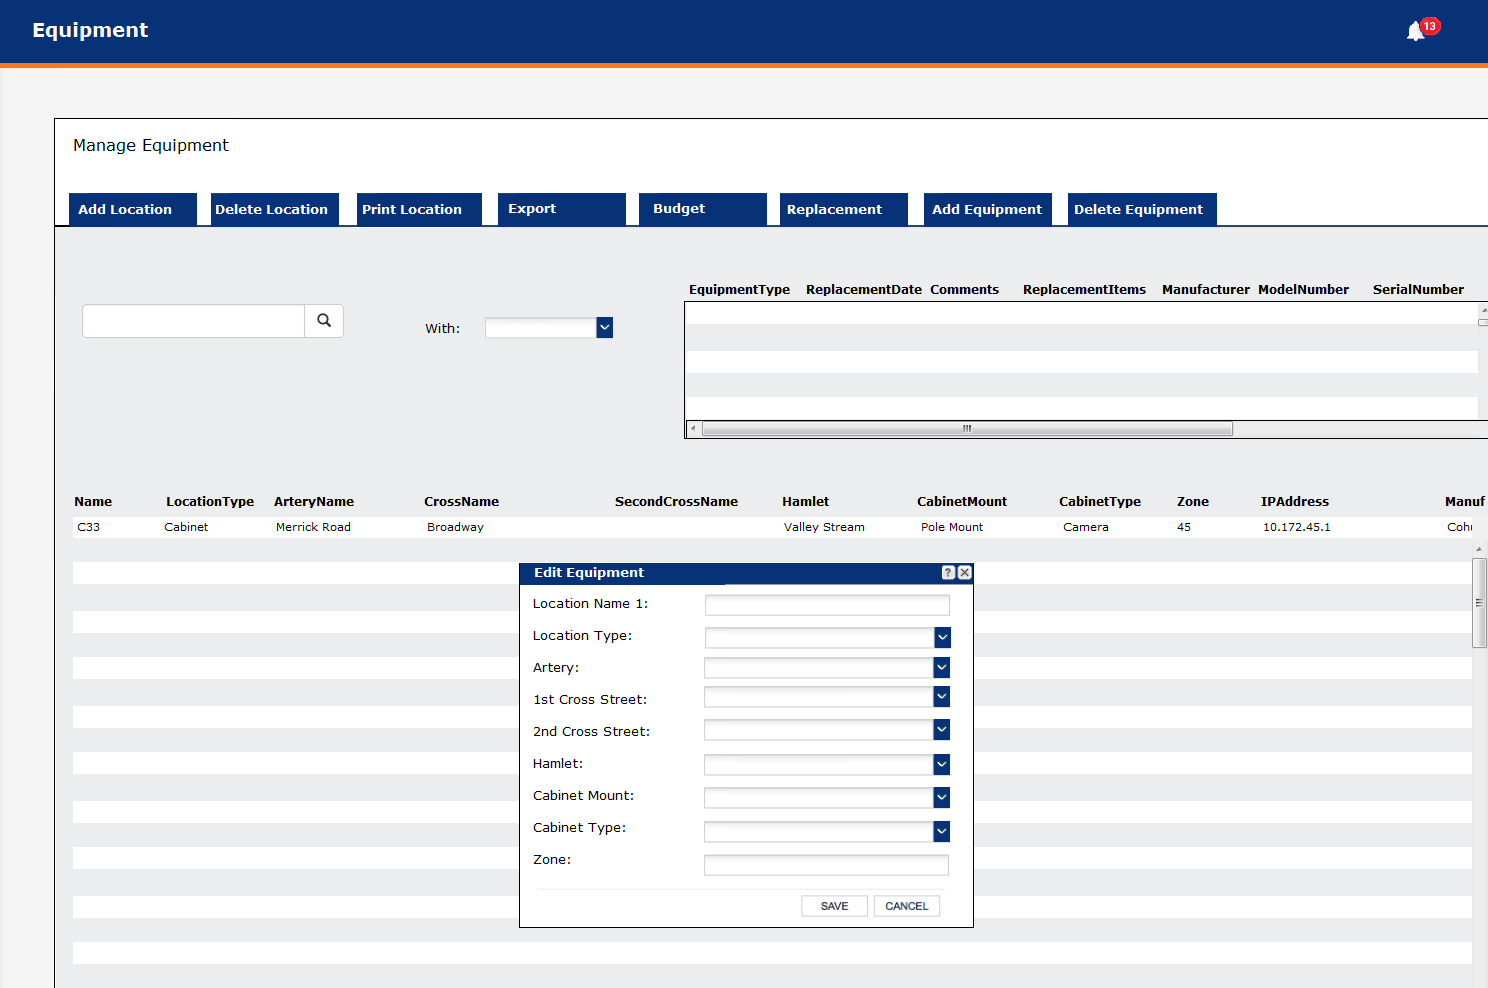 Equipment
13
Manage Equipment
Add Location Delete Location Print Location Export Budget Replacement Add Equipment Delete Equipment
EquipmentType ReplacementDate Comments ReplacementItems Manufacturer ModelNumber SerialNumber
With:
Name LocationType ArteryName CrossName SecondCrossName Hamlet CabinetMount CabinetType Zone IPAddress Manuf
C33 Cabinet Merrick Road Broadway Valley Stream Pole Mount Camera 45 10.172.45.1 Cohu
Edit Equipment ?
Location Name 1:
Location Type:
Artery:
1st Cross Street:
2nd Cross Street:
Hamlet:
Cabinet Mount:
Cabinet Type:
Zone:
SAVE CANCEL